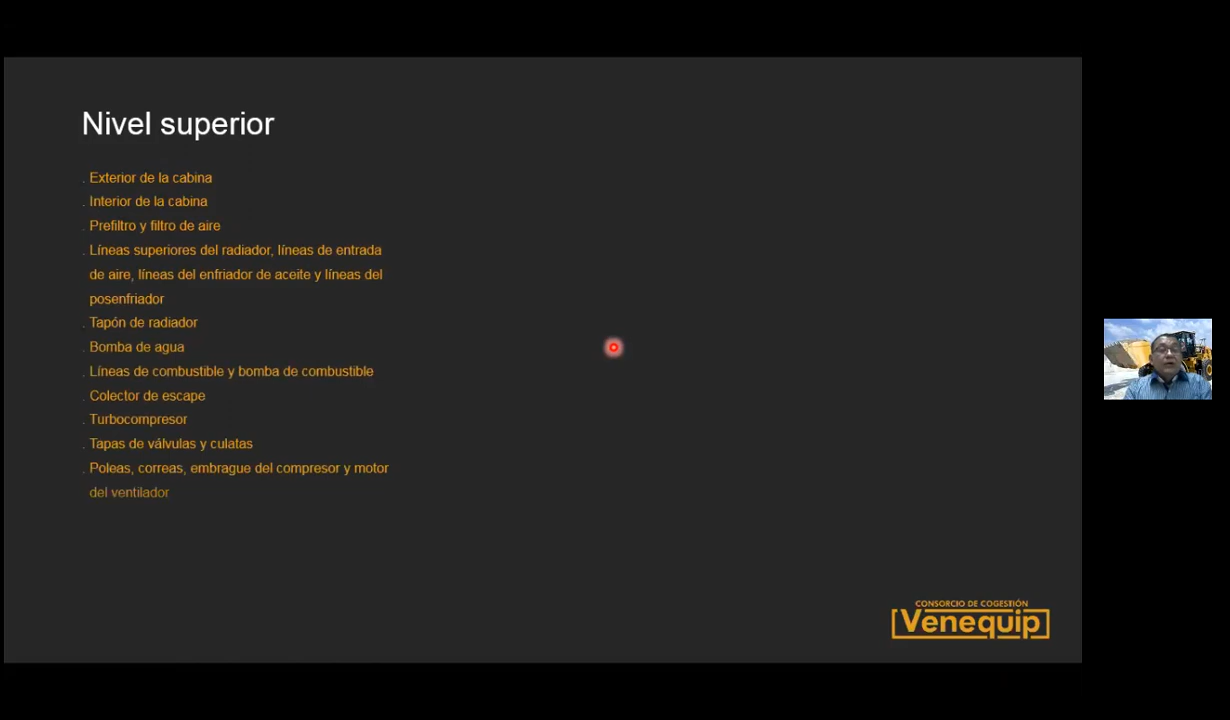 Nivel superior
. Exterior de la cabina
. Interior de la cabina
. Prefiltro y filtro de aire
. Líneas superiores del radiador, líneas de entrada
de aire, líneas del enfriador de aceite y líneas del
posenfriador
. Tapón de radiador
. Bomba de agua
. Líneas de combustible y bomba de combustible
. Colector de escape
. Turbocompresor
. Tapas de válvulas y culatas
. Poleas, correas, embrague del compresor y motor
del ventilador
CONSORCIO DE COGESTIÓN
Venequip